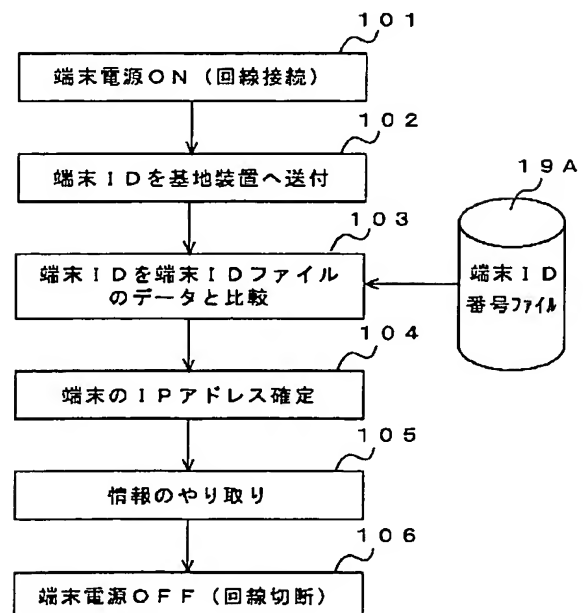 101
端末電源ON（回線接続）
102
端末IDを基地装置へ送付
103
端末IDを端末IDファイル
のデータと比較
19A
端末ID
番号ﾌｧｲﾙ
104
端末のIPアドレス確定
105
情報のやり取り
106
端末電源OFF（回線切断）